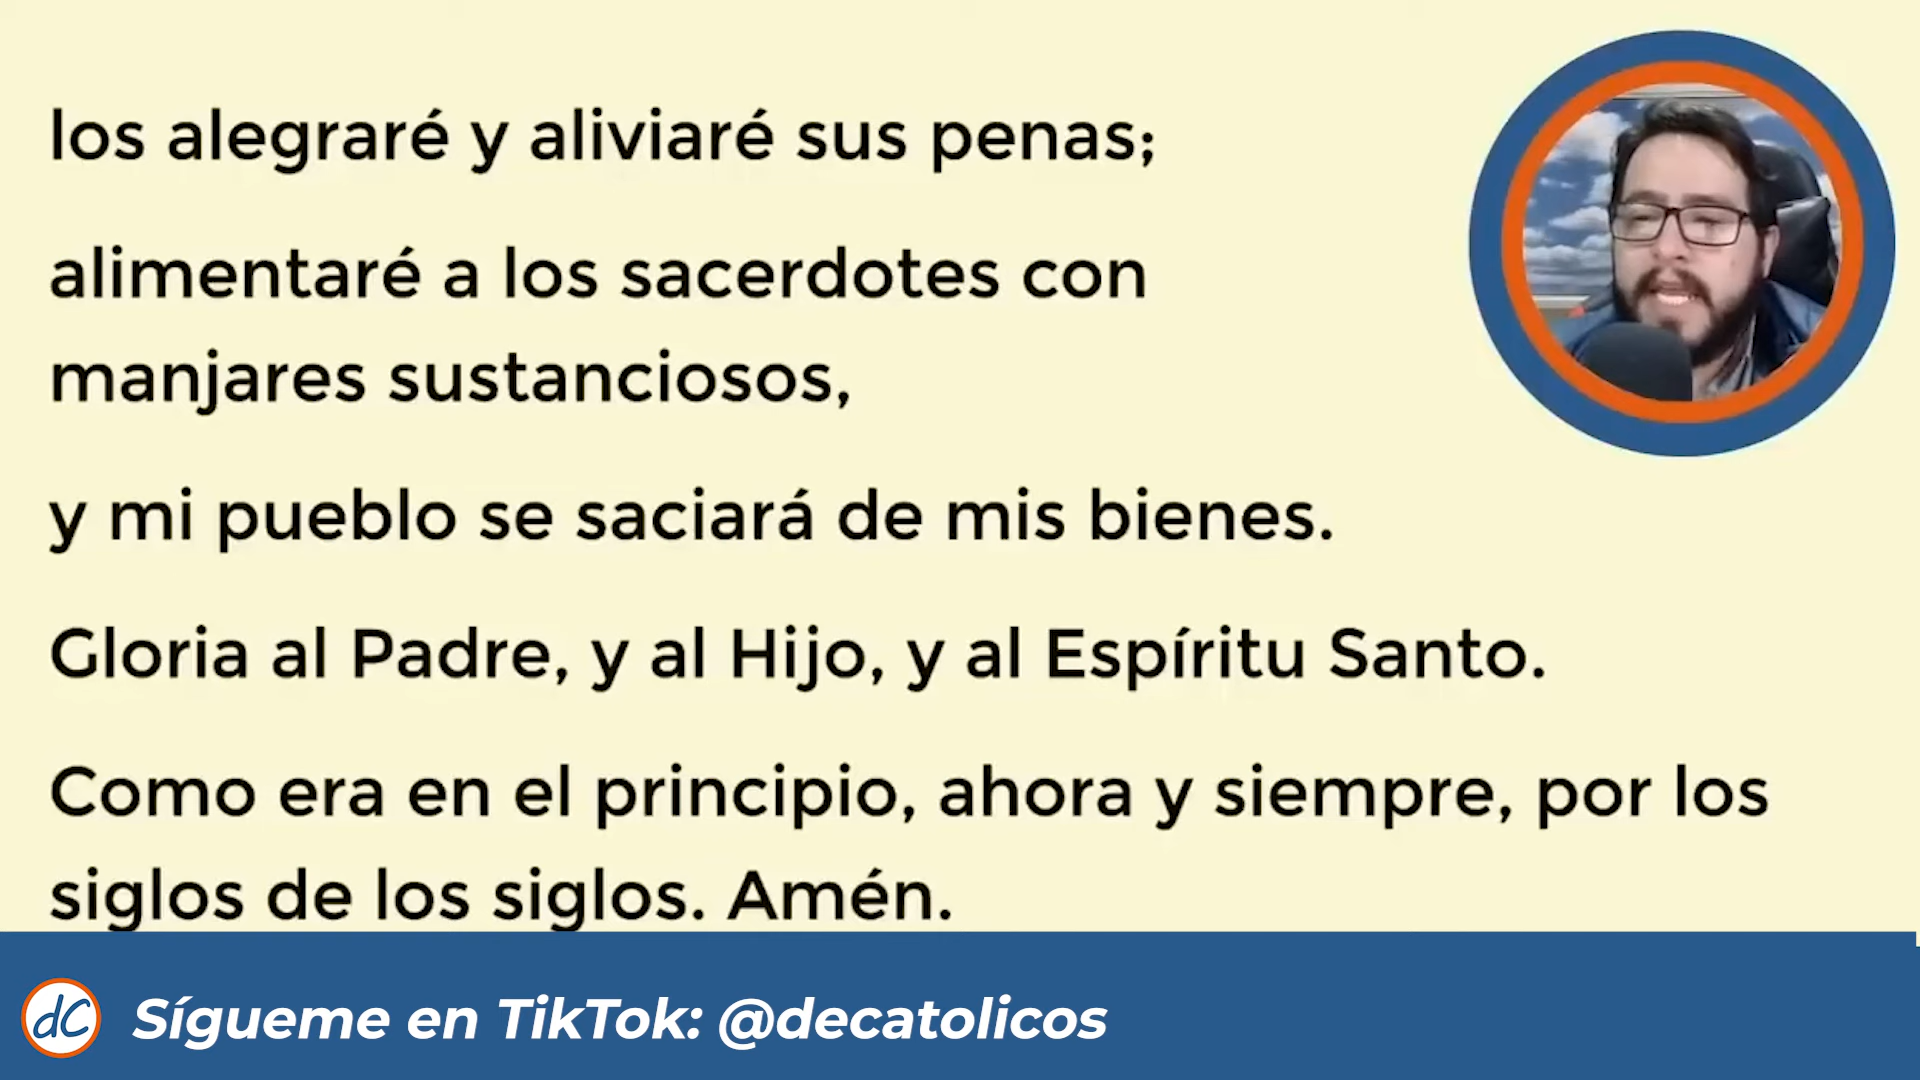 los alegraré y aliviaré sus penas;
alimentaré a los sacerdotes con
manjares sustanciosos,
y mi pueblo se saciará de mis bienes.
Gloria al Padre, y al Hijo, y al Espíritu Santo.
Como era en el principio, ahora y siempre, por los
siglos de los siglos. Amén.
dC Sígueme en TikTok: @decatolicos